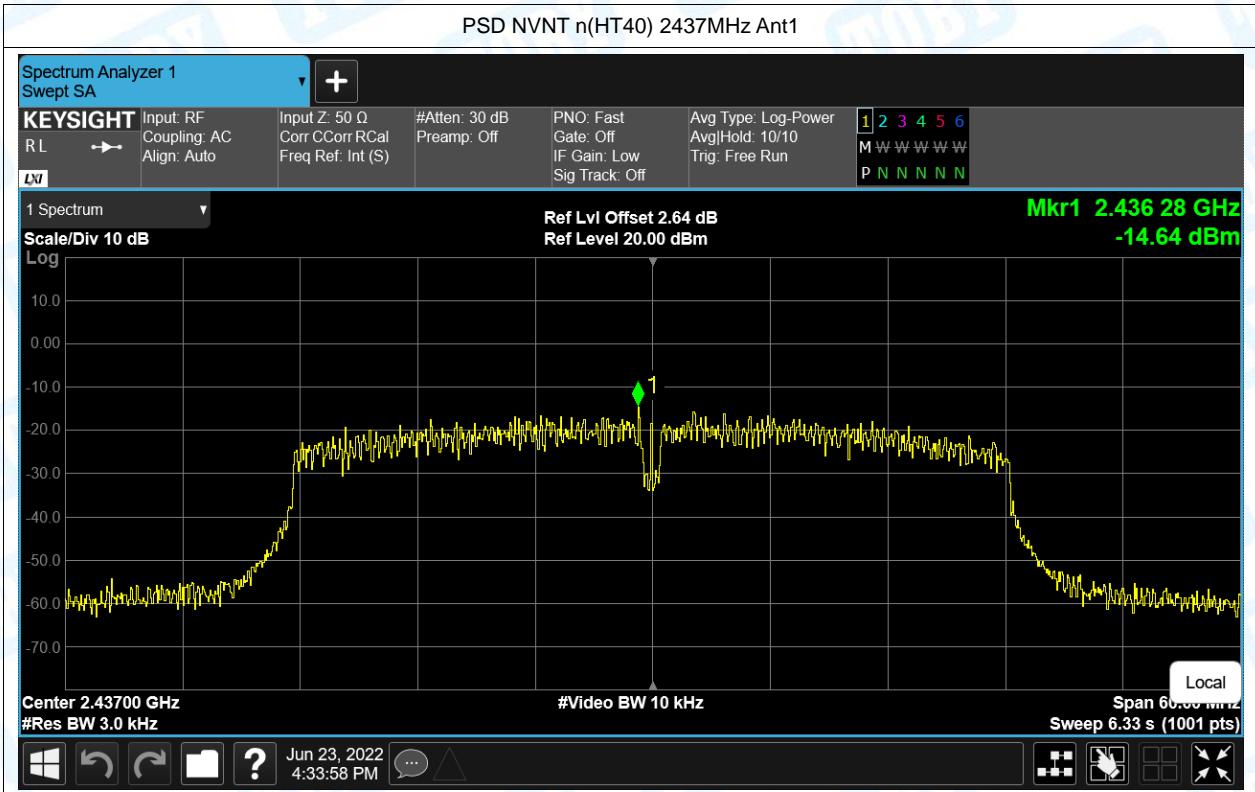 PSD NVNT n(HT40) 2437MHz Ant1
Spectrum Analyzer 1
Swept SA
+
KEYSIGHT
R L
LXI
Input: RF
Coupling: AC
Align: Auto
Input Z: 50 Ω
Corr CCorr RCal
Freq Ref: Int (S)
#Atten: 30 dB
Preamp: Off
PNO: Fast
Gate: Off
IF Gain: Low
Sig Track: Off
Avg Type: Log-Power
Avg|Hold: 10/10
Trig: Free Run
1 2 3 4 5 6
M W W W W W
P N N N N N
1 Spectrum
Scale/Div 10 dB
Ref Lvl Offset 2.64 dB
Ref Level 20.00 dBm
Mkr1 2.436 28 GHz
-14.64 dBm
Log
10.0
0.00
-10.0
-20.0
-30.0
-40.0
-50.0
-60.0
-70.0
1
Center 2.43700 GHz
#Res BW 3.0 kHz
#Video BW 10 kHz
Local
Span 60.00 MHz
Sweep 6.33 s (1001 pts)
?
Jun 23, 2022
4:33:58 PM